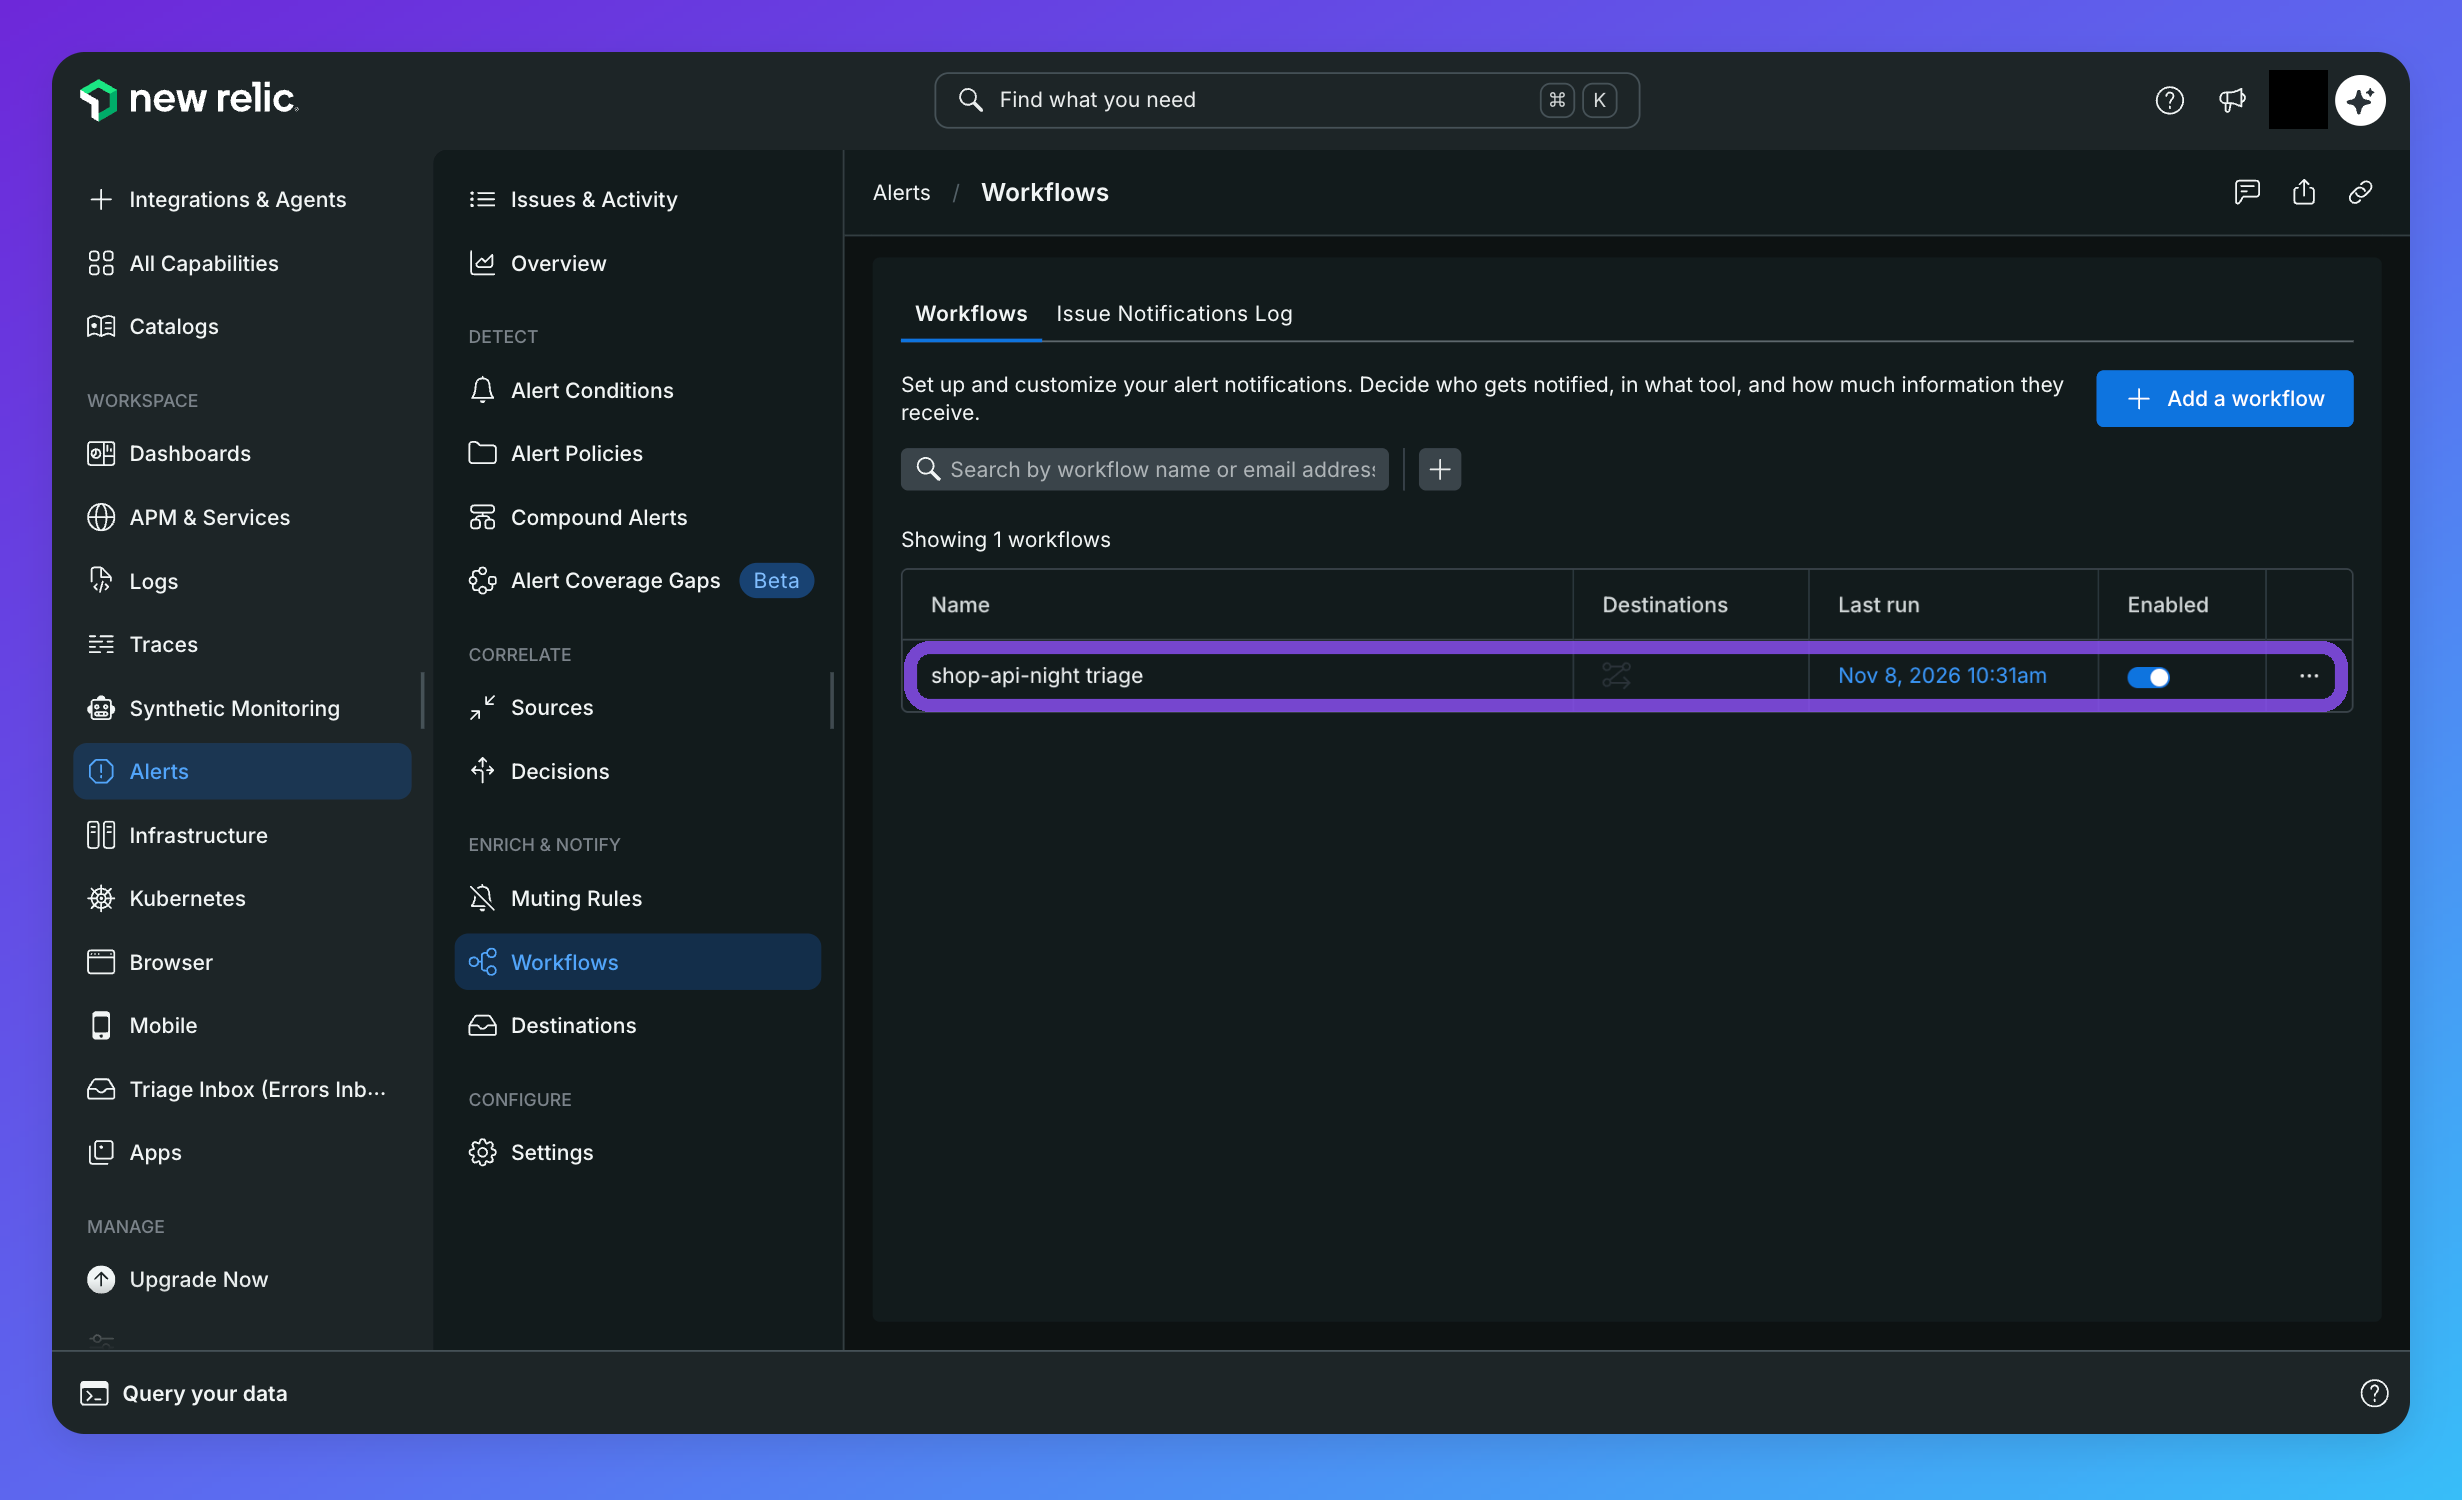 new relic.
Find what you need
⌘ K
Integrations & Agents
All Capabilities
Catalogs
WORKSPACE
Dashboards
APM & Services
Logs
Traces
Synthetic Monitoring
Alerts
Infrastructure
Kubernetes
Browser
Mobile
Triage Inbox (Errors Inb...
Apps
MANAGE
Upgrade Now
Issues & Activity
Overview
DETECT
Alert Conditions
Alert Policies
Compound Alerts
Alert Coverage Gaps Beta
CORRELATE
Sources
Decisions
ENRICH & NOTIFY
Muting Rules
Workflows
Destinations
CONFIGURE
Settings
Alerts / Workflows
Workflows Issue Notifications Log
Set up and customize your alert notifications. Decide who gets notified, in what tool, and how much information they
receive.
Add a workflow
Search by workflow name or email address
Showing 1 workflows
Name Destinations Last run Enabled
shop-api-night triage Nov 8, 2026 10:31am
Query your data